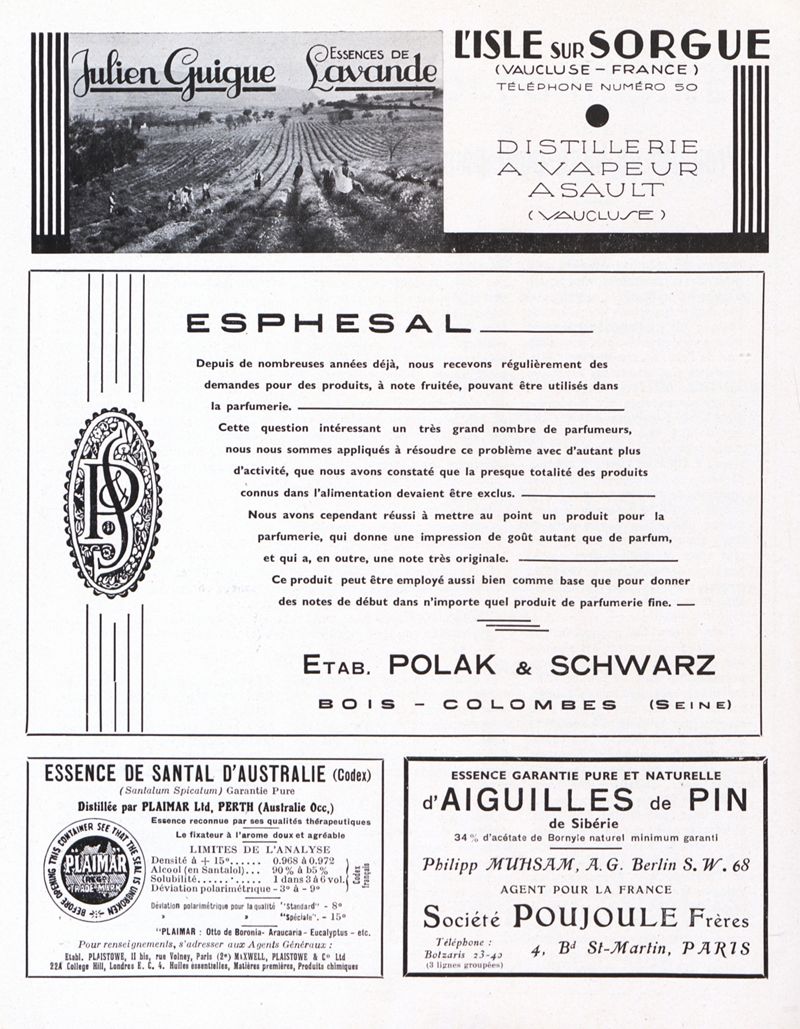 Julien Guigue
ESSENCES DE
Lavande
L'ISLE SUR SORGUE
(VAUCLUSE - FRANCE)
TÉLÉPHONE NUMÉRO 50
DISTILLERIE
A VAPEUR
A SAULT
(VAUCLUSE)
ESPHESAL
Depuis de nombreuses années déjà, nous recevons régulièrement des
demandes pour des produits, à note fruitée, pouvant être utilisés dans
la parfumerie.
Cette question intéressant un très grand nombre de parfumeurs,
nous nous sommes appliqués à résoudre ce problème avec d'autant plus
d'activité, que nous avons constaté que la presque totalité des produits
connus dans l'alimentation devaient être exclus.
Nous avons cependant réussi à mettre au point un produit pour la
parfumerie, qui donne une impression de goût autant que de parfum,
et qui a, en outre, une note très originale.
Ce produit peut être employé aussi bien comme base que pour donner
des notes de début dans n'importe quel produit de parfumerie fine.
P&S
ETAB. POLAK & SCHWARZ
BOIS - COLOMBES (SEINE)
ESSENCE DE SANTAL D'AUSTRALIE (Codex)
(Santalum Spicatum) Garantie Pure
Distillée par PLAIMAR Ltd, PERTH (Australie Occ,)
Essence reconnue par ses qualités thérapeutiques
Le fixateur à l'arome doux et agréable
BEFORE OPENING THIS CONTAINER SEE THAT THE SEAL IS UNBROKEN
"PLAIMAR"
(REGD)
TRADE MARK
LIMITES DE L'ANALYSE
Densité à + 15°...... 0.968 à 0.972
Alcool (en Santalol)... 90 % à 95 %
Solubilité........... 1 dans 3 à 6 vol.
Déviation polarimétrique - 3° à - 9°
Codex
français
Déviation polarimétrique pour la qualité "Standard" - 8°
» » "Spéciale". - 15°
"PLAIMAR : Otto de Boronia- Araucaria - Eucalyptus - etc.
Pour renseignements, s'adresser aux Agents Généraux :
Etabl. PLAISTOWE, 11 bis, rue Volney, Paris (2e) MAXWELL, PLAISTOWE & C° Ltd
22A College Hill, Londres E. C. 4. Huiles essentielles, Matières premières, Produits chimiques
ESSENCE GARANTIE PURE ET NATURELLE
d'AIGUILLES de PIN
de Sibérie
34 % d'acétate de Bornyle naturel minimum garanti
Philipp MUHSAM, A. G. Berlin S. W. 68
AGENT POUR LA FRANCE
Société POUJOULE Frères
Téléphone :
Botzaris 23-40
(3 lignes groupées)
4, Bd St-Martin, PARIS